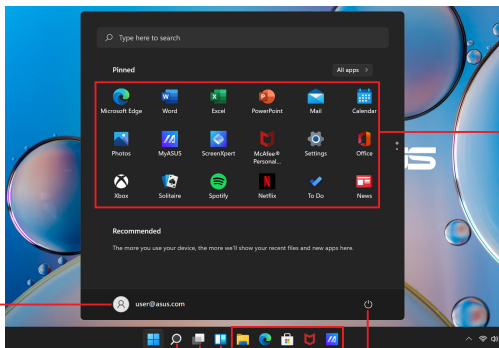 Type here to search
Pinned
All apps >
Microsoft Edge
Word
Excel
PowerPoint
Mail
Calendar
Photos
MyASUS
ScreenXpert
McAfee®
Personal...
Settings
Office
Xbox
Solitaire
Spotify
Netflix
To Do
News
Recommended
The more you use your device, the more we'll show your recent files and new apps here.
user@asus.com